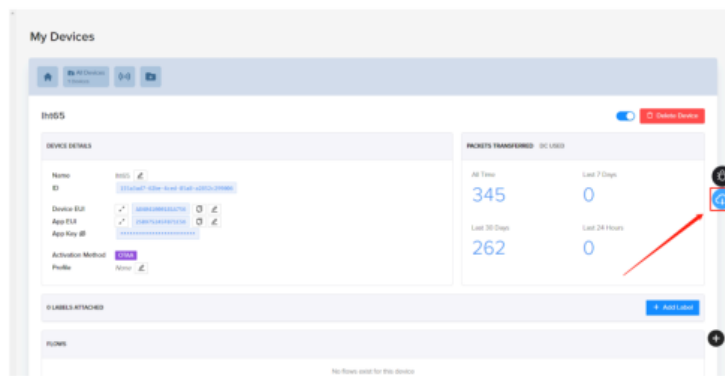 My Devices
All Devices
lht65
Delete Device
DEVICE DETAILS
Name lht65
ID
Device EUI
App EUI
App Key
Activation Method OTAA
Profile None
PACKETS TRANSFERRED DC USED
All Time Last 7 Days
345 0
Last 30 Days Last 24 Hours
262 0
0 LABELS ATTACHED
+ Add Label
FLOWS
No flows exist for this device